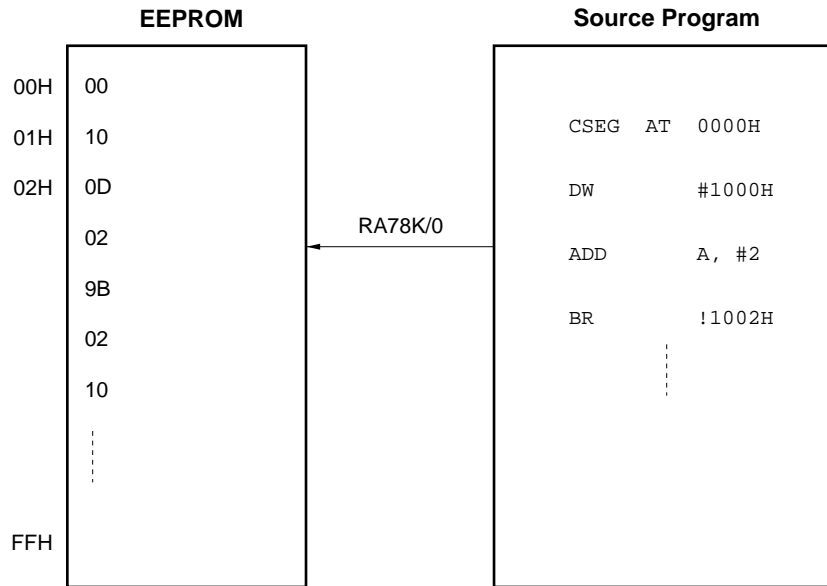 EEPROM
Source Program
00H 00
01H 10
02H 0D
02
9B
02
10
FFH
RA78K/0
CSEG AT 0000H
DW #1000H
ADD A, #2
BR !1002H